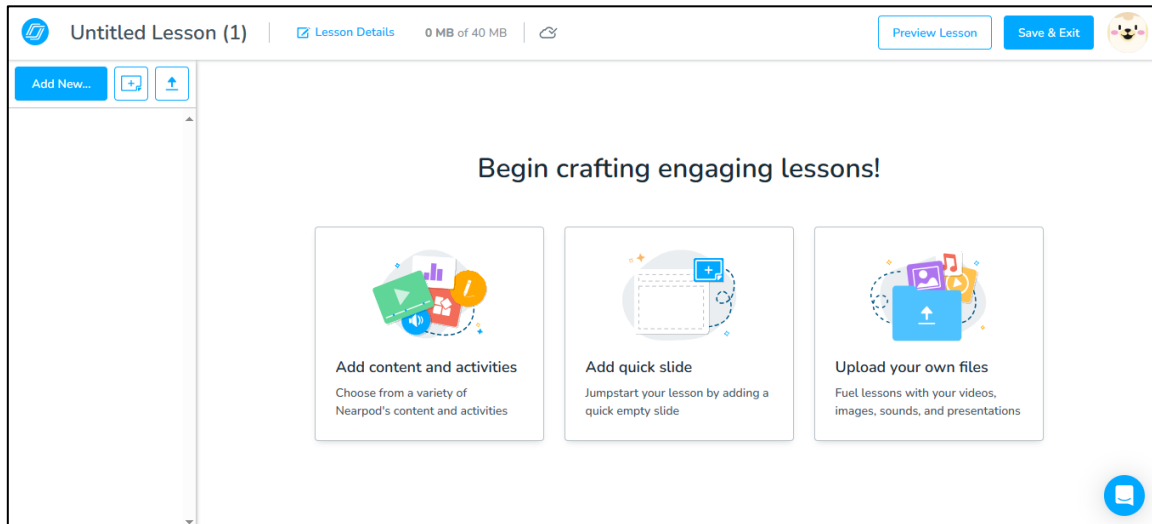 Untitled Lesson (1)
Lesson Details
0 MB of 40 MB
Preview Lesson
Save & Exit
Add New...
Begin crafting engaging lessons!
Add content and activities
Choose from a variety of
Nearpod's content and activities
Add quick slide
Jumpstart your lesson by adding a
quick empty slide
Upload your own files
Fuel lessons with your videos,
images, sounds, and presentations